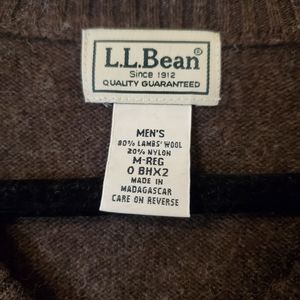 L.L.Bean®
Since 1912
QUALITY GUARANTEED
MEN'S
80% LAMBS' WOOL
20% NYLON
M-REG
0 BHX2
MADE IN
MADAGASCAR
CARE ON REVERSE